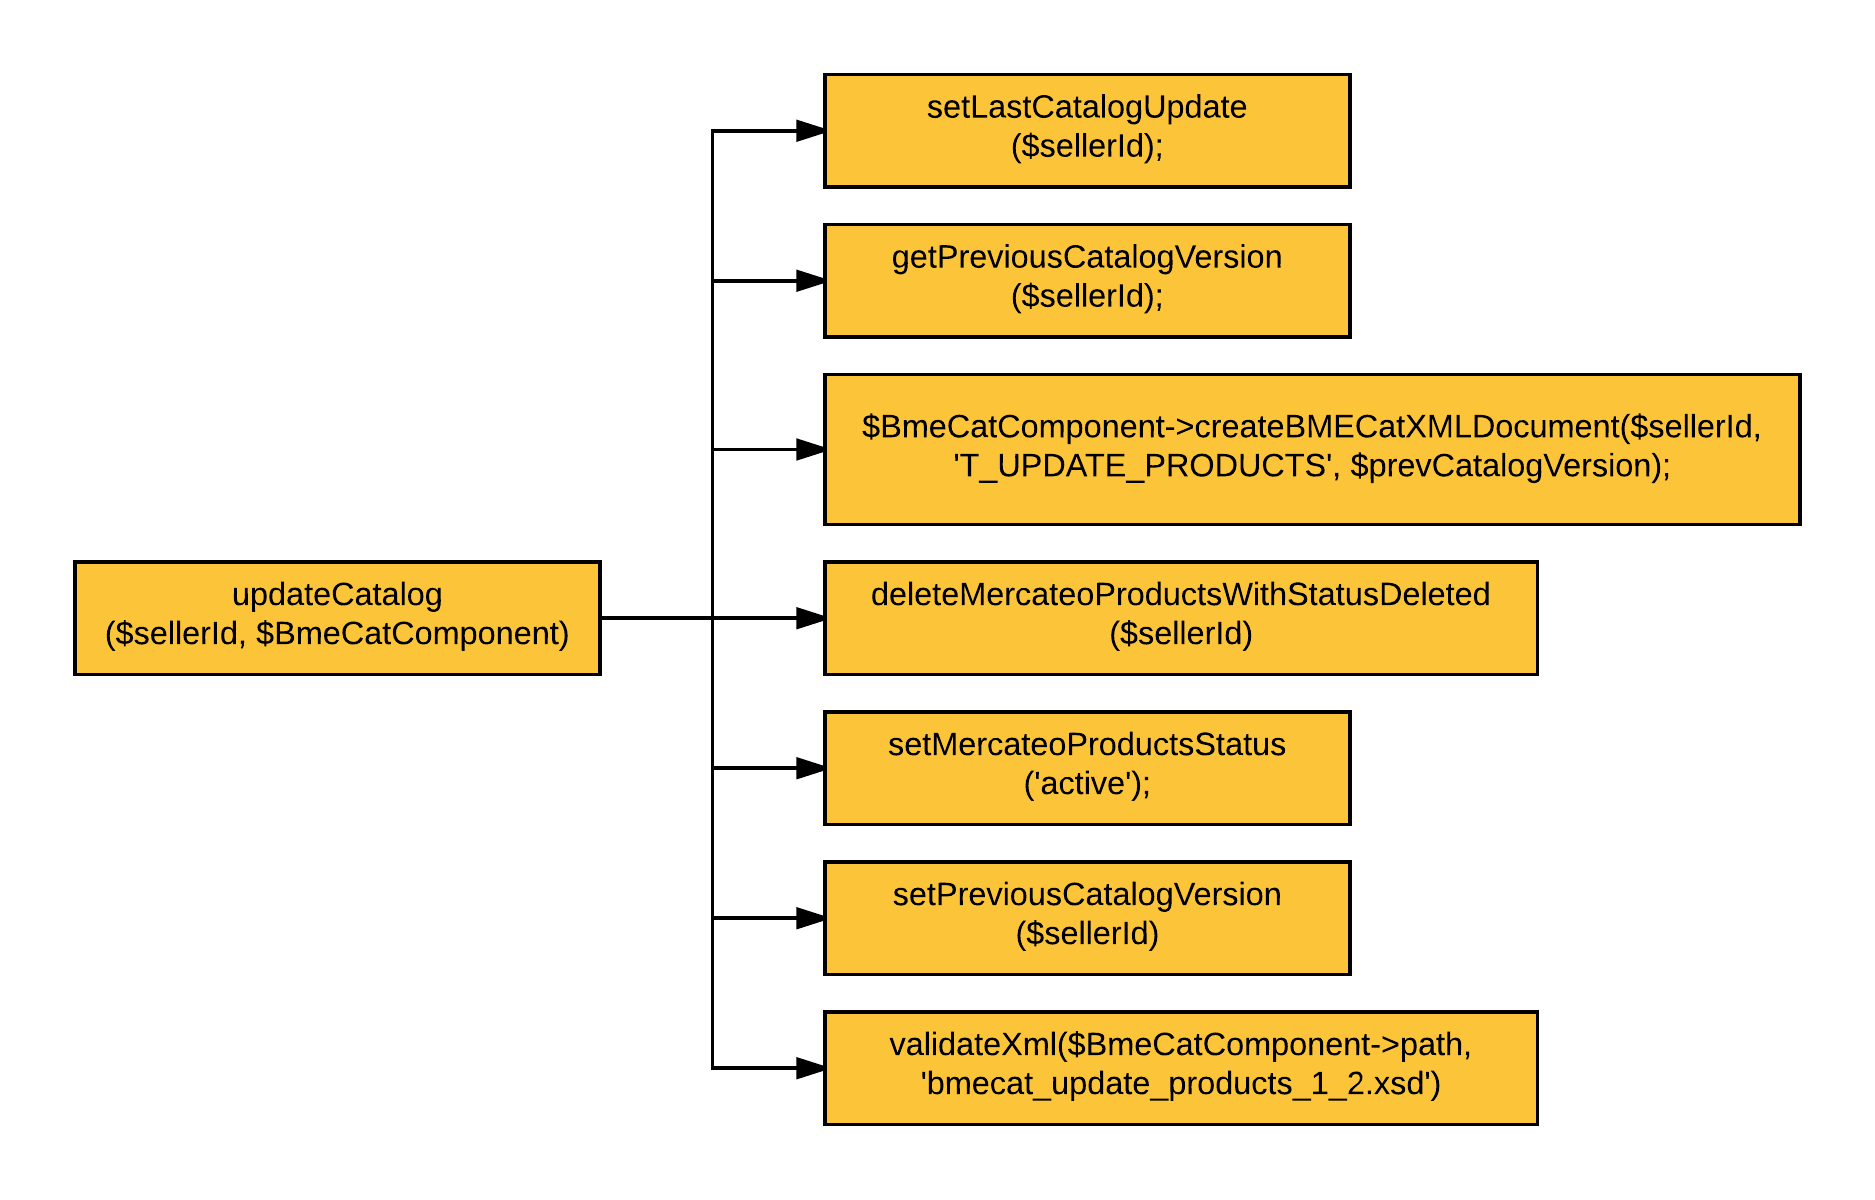 setLastCatalogUpdate
($sellerId);
getPreviousCatalogVersion
($sellerId);
$BmeCatComponent->createBMECatXMLDocument($sellerId,
'T_UPDATE_PRODUCTS', $prevCatalogVersion);
updateCatalog
($sellerId, $BmeCatComponent)
deleteMercateoProductsWithStatusDeleted
($sellerId)
setMercateoProductsStatus
('active');
setPreviousCatalogVersion
($sellerId)
validateXml($BmeCatComponent->path,
'bmecat_update_products_1_2.xsd')